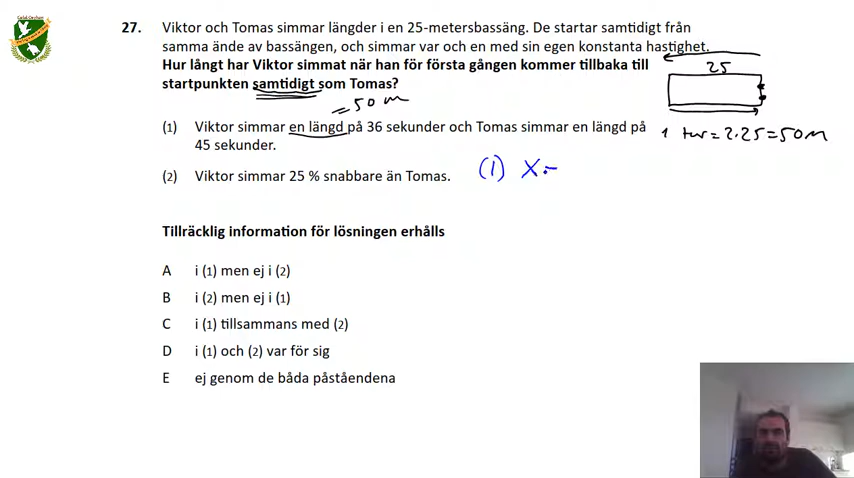 27. Viktor och Tomas simmar längder i en 25-metersbassäng. De startar samtidigt från
samma ände av bassängen, och simmar var och en med sin egen konstanta hastighet.
Hur långt har Viktor simmat när han för första gången kommer tillbaka till
startpunkten samtidigt som Tomas?
25
= 50 m
1 tur = 2·25 = 50 m
(1) Viktor simmar en längd på 36 sekunder och Tomas simmar en längd på
45 sekunder.
(2) Viktor simmar 25 % snabbare än Tomas.
(1) X=
Tillräcklig information för lösningen erhålls
A i (1) men ej i (2)
B i (2) men ej i (1)
C i (1) tillsammans med (2)
D i (1) och (2) var för sig
E ej genom de båda påståendena